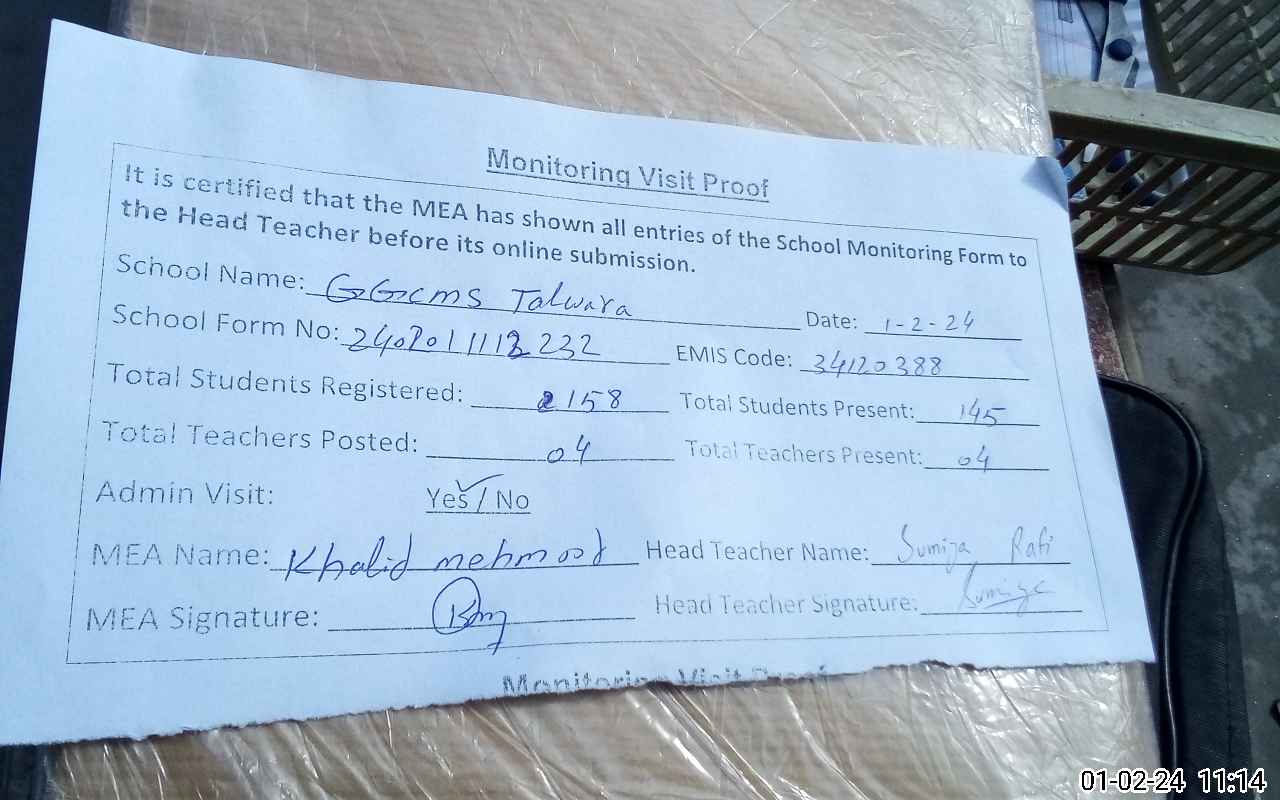 Monitoring Visit Proof
It is certified that the MEA has shown all entries of the School Monitoring Form to
the Head Teacher before its online submission.
School Name: GGCMS Talwara Date: 1-2-24
School Form No: EMIS Code: 34120388
Total Students Registered: 158 Total Students Present: 145
Total Teachers Posted: 04 Total Teachers Present: 04
Admin Visit: Yes / No
MEA Name: Khalid mehmood Head Teacher Name: Sumija Rafi
MEA Signature: Head Teacher Signature:
Monitoring Visit Proof
01-02-24 11:14